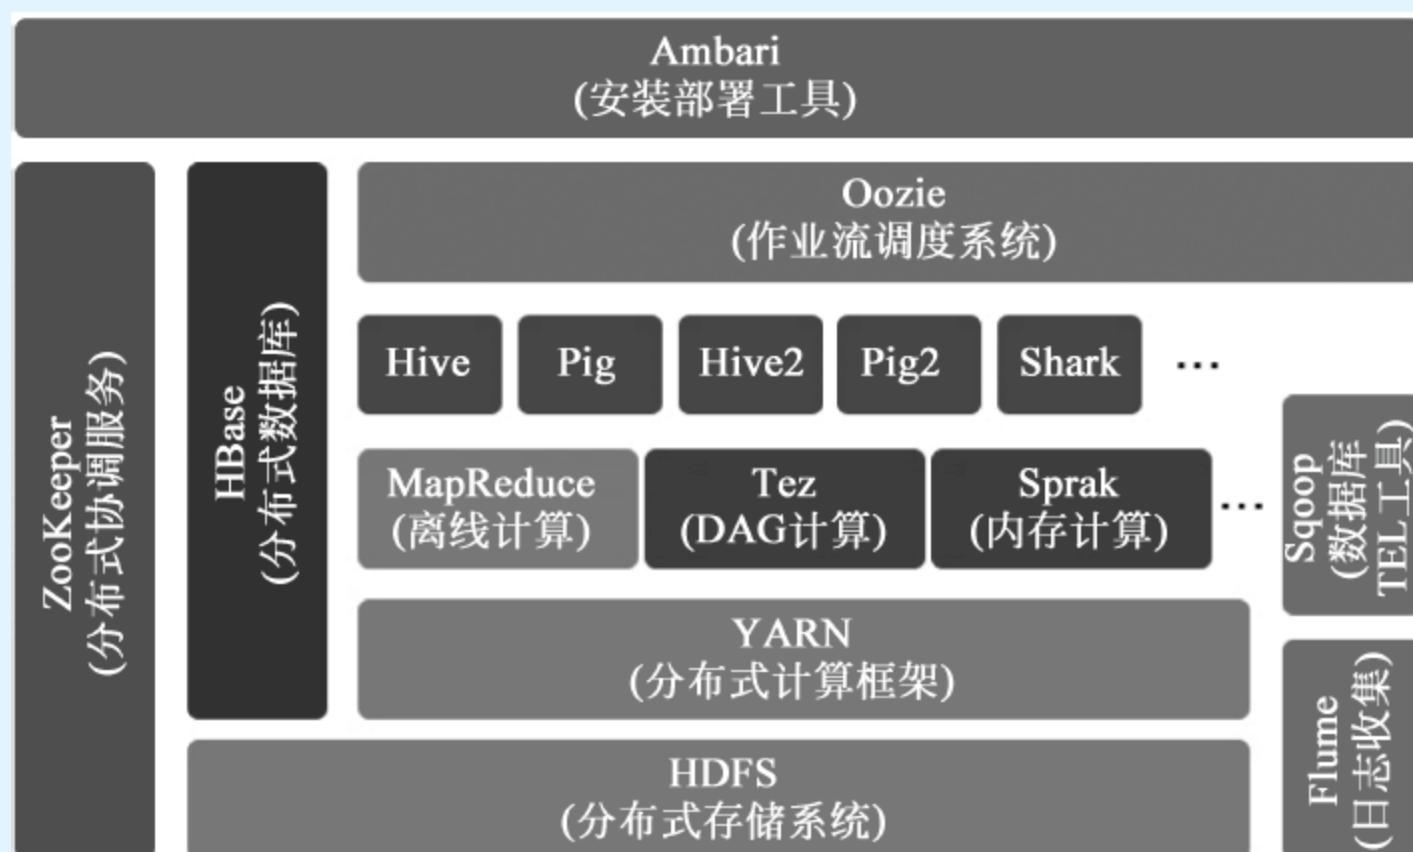 Ambari
(安装部署工具)
Oozie
(作业流调度系统)
ZooKeeper
(分布式协调服务)
HBase
(分布式数据库)
Hive
Pig
Hive2
Pig2
Shark
...
MapReduce
(离线计算)
Tez
(DAG计算)
Sprak
(内存计算)
...
Sqoop
(数据库
TEL工具)
YARN
(分布式计算框架)
Flume
(日志收集)
HDFS
(分布式存储系统)